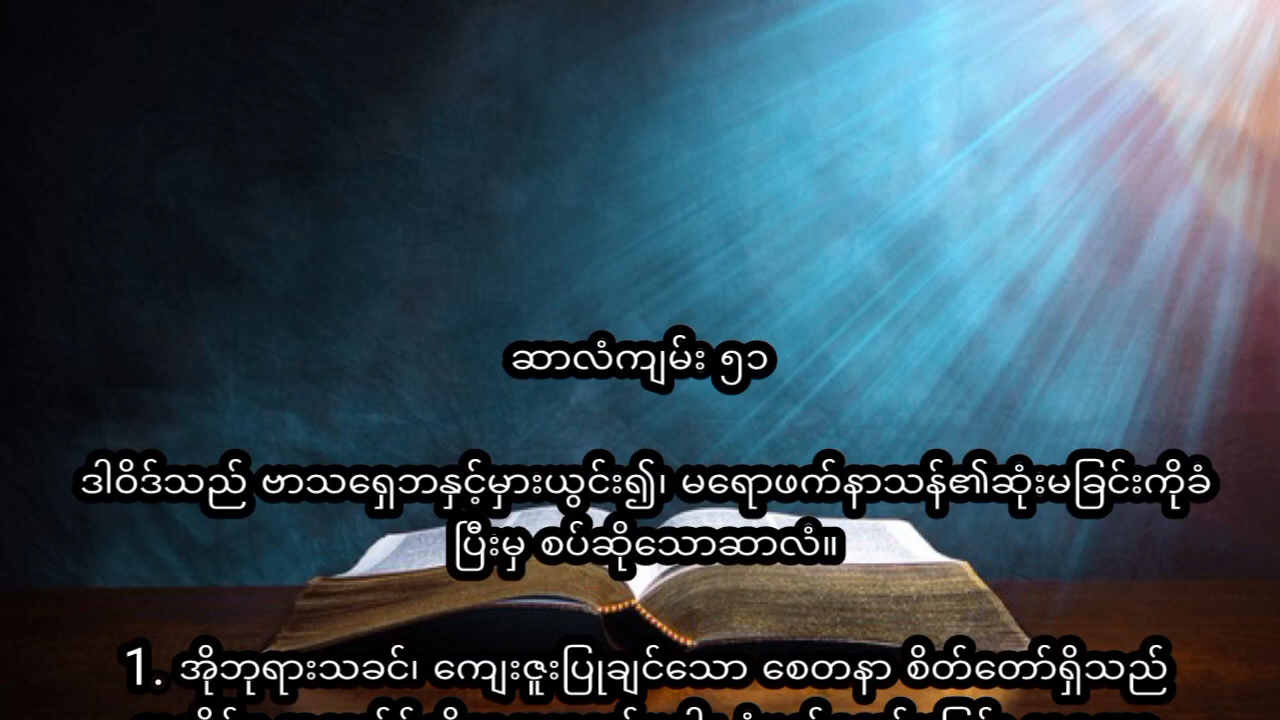 ဆာလံကျမ်း ၅၁
ဒါဝိဒ်သည် ဗာသရှေဘနှင့်မှားယွင်း၍၊ မရောဖက်နာသန်၏ဆုံးမခြင်းကိုခံ
ပြီးမှ စပ်ဆိုသောဆာလံ။
1. အိုဘုရားသခင်၊ ကျေးဇူးပြုချင်သော စေတနာ စိတ်တော်ရှိသည်